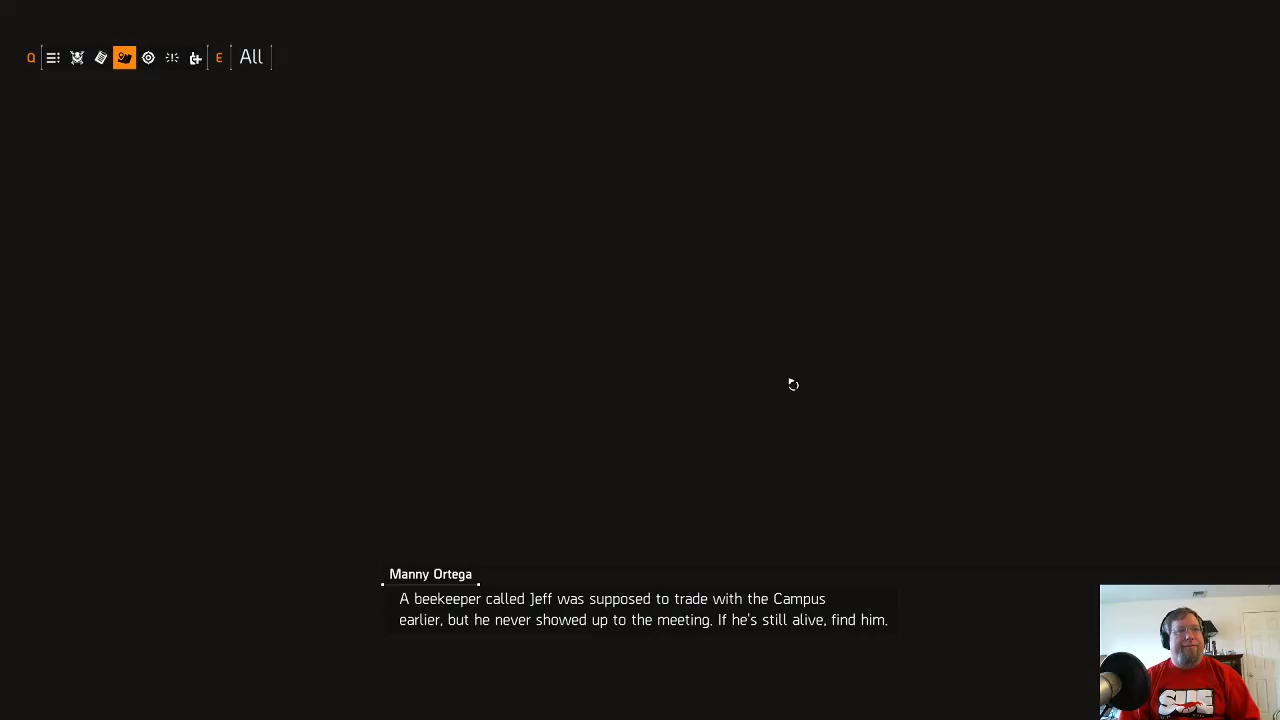 Q E All
Manny Ortega
A beekeeper called Jeff was supposed to trade with the Campus
earlier, but he never showed up to the meeting. If he's still alive, find him.
SUE